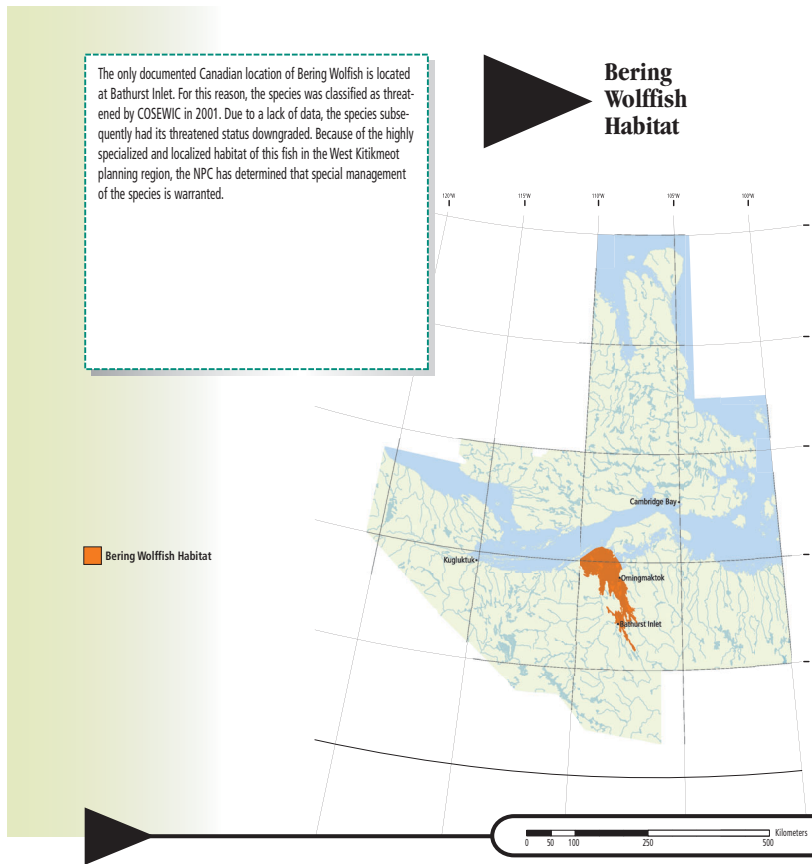 The only documented Canadian location of Bering Wolfish is located
at Bathurst Inlet. For this reason, the species was classified as threat-
ened by COSEWIC in 2001. Due to a lack of data, the species subse-
quently had its threatened status downgraded. Because of the highly
specialized and localized habitat of this fish in the West Kitikmeot
planning region, the NPC has determined that special management
of the species is warranted.
Bering
Wolffish
Habitat
120°W 115°W 110°W 105°W 100°W
Cambridge Bay
Bering Wolffish Habitat
Kugluktuk
Omingmaktok
Bathurst Inlet
Kilometers
0 50 100 250 500